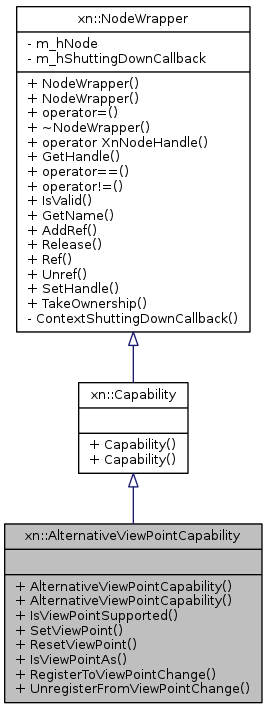 xn::NodeWrapper
- m_hNode
- m_hShuttingDownCallback
+ NodeWrapper()
+ NodeWrapper()
+ operator=()
+ ~NodeWrapper()
+ operator XnNodeHandle()
+ GetHandle()
+ operator==()
+ operator!=()
+ IsValid()
+ GetName()
+ AddRef()
+ Release()
+ Ref()
+ Unref()
+ SetHandle()
+ TakeOwnership()
- ContextShuttingDownCallback()
xn::Capability
+ Capability()
+ Capability()
xn::AlternativeViewPointCapability
+ AlternativeViewPointCapability()
+ AlternativeViewPointCapability()
+ IsViewPointSupported()
+ SetViewPoint()
+ ResetViewPoint()
+ IsViewPointAs()
+ RegisterToViewPointChange()
+ UnregisterFromViewPointChange()